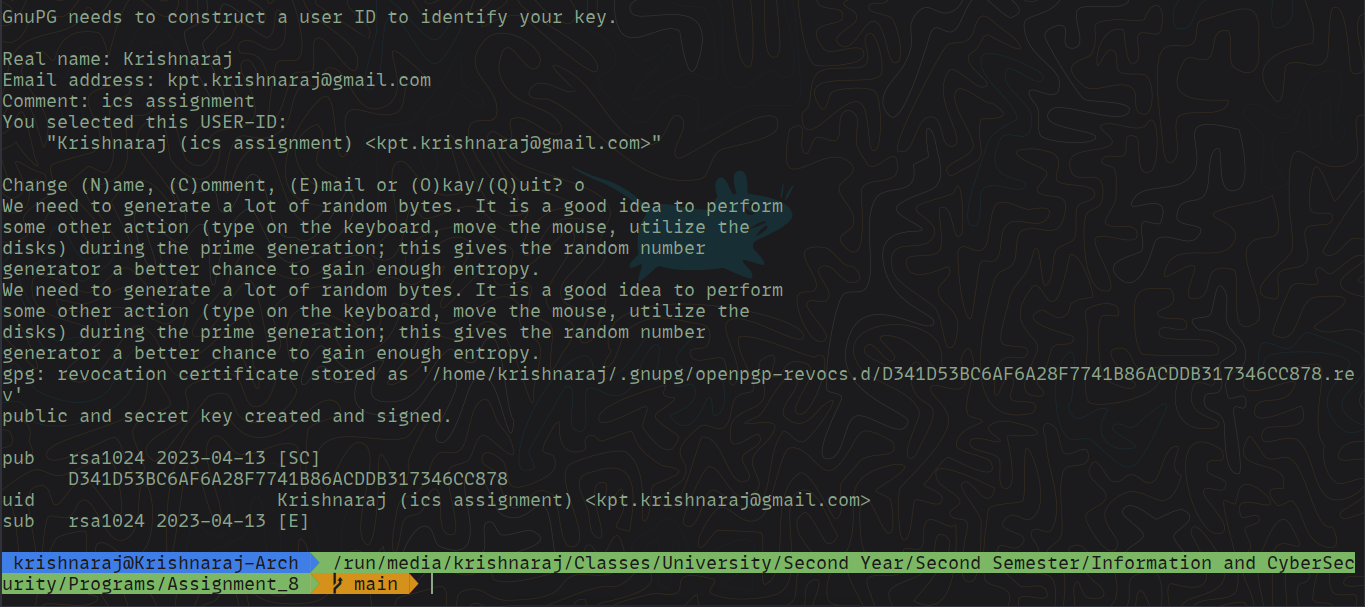 GnuPG needs to construct a user ID to identify your key.
Real name: Krishnaraj
Email address: kpt.krishnaraj@gmail.com
Comment: ics assignment
You selected this USER-ID:
"Krishnaraj (ics assignment) <kpt.krishnaraj@gmail.com>"
Change (N)ame, (C)omment, (E)mail or (O)kay/(Q)uit? o
We need to generate a lot of random bytes. It is a good idea to perform
some other action (type on the keyboard, move the mouse, utilize the
disks) during the prime generation; this gives the random number
generator a better chance to gain enough entropy.
We need to generate a lot of random bytes. It is a good idea to perform
some other action (type on the keyboard, move the mouse, utilize the
disks) during the prime generation; this gives the random number
generator a better chance to gain enough entropy.
gpg: revocation certificate stored as '/home/krishnaraj/.gnupg/openpgp-revocs.d/D341D53BC6AF6A28F7741B86ACDDB317346CC878.re
v'
public and secret key created and signed.
pub   rsa1024 2023-04-13 [SC]
D341D53BC6AF6A28F7741B86ACDDB317346CC878
uid                      Krishnaraj (ics assignment) <kpt.krishnaraj@gmail.com>
sub   rsa1024 2023-04-13 [E]
krishnaraj@Krishnaraj-Arch /run/media/krishnaraj/Classes/University/Second Year/Second Semester/Information and CyberSec
urity/Programs/Assignment_8 main